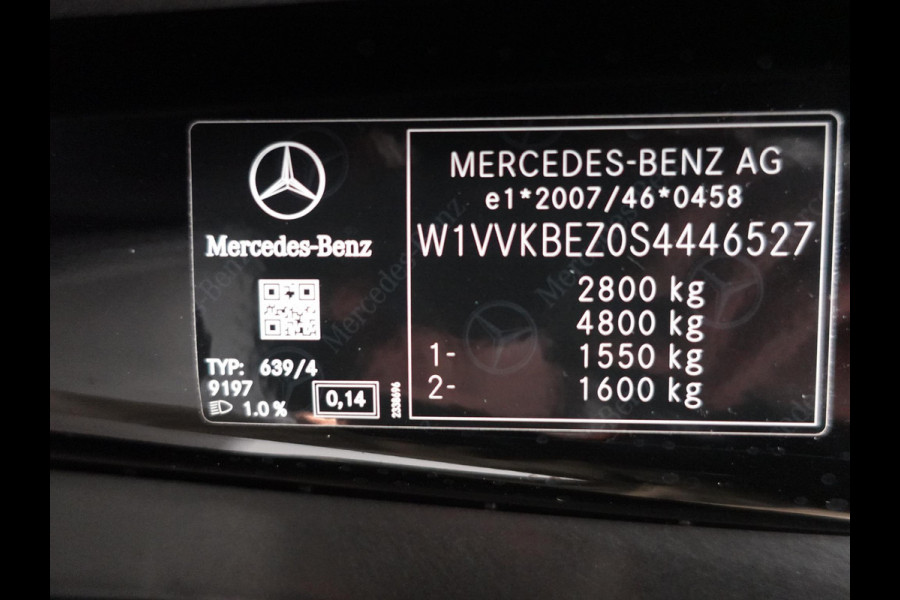 Mercedes-Benz
TYP: 639/4
9197
1.0 %
0,14
2338696
MERCEDES-BENZ AG
e1*2007/46*0458
W1VVKBEZ0S4446527
2800 kg
4800 kg
1- 1550 kg
2- 1600 kg